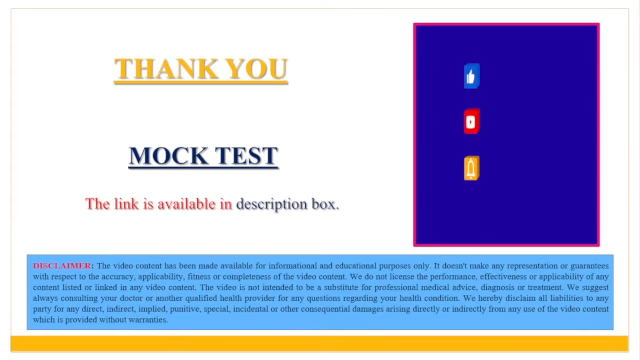 THANK YOU
MOCK TEST
The link is available in description box.
DISCLAIMER: The video content has been made available for informational and educational purposes only. It doesn't make any representation or guarantees
with respect to the accuracy, applicability, fitness or completeness of the video content. We do not license the performance, effectiveness or applicability of any
content listed or linked in any video content. The video is not intended to be a substitute for professional medical advice, diagnosis or treatment. We suggest
always consulting your doctor or another qualified health provider for any questions regarding your health condition. We hereby disclaim all liabilities to any
party for any direct, indirect, implied, punitive, special, incidental or other consequential damages arising directly or indirectly from any use of the video content
which is provided without warranties.